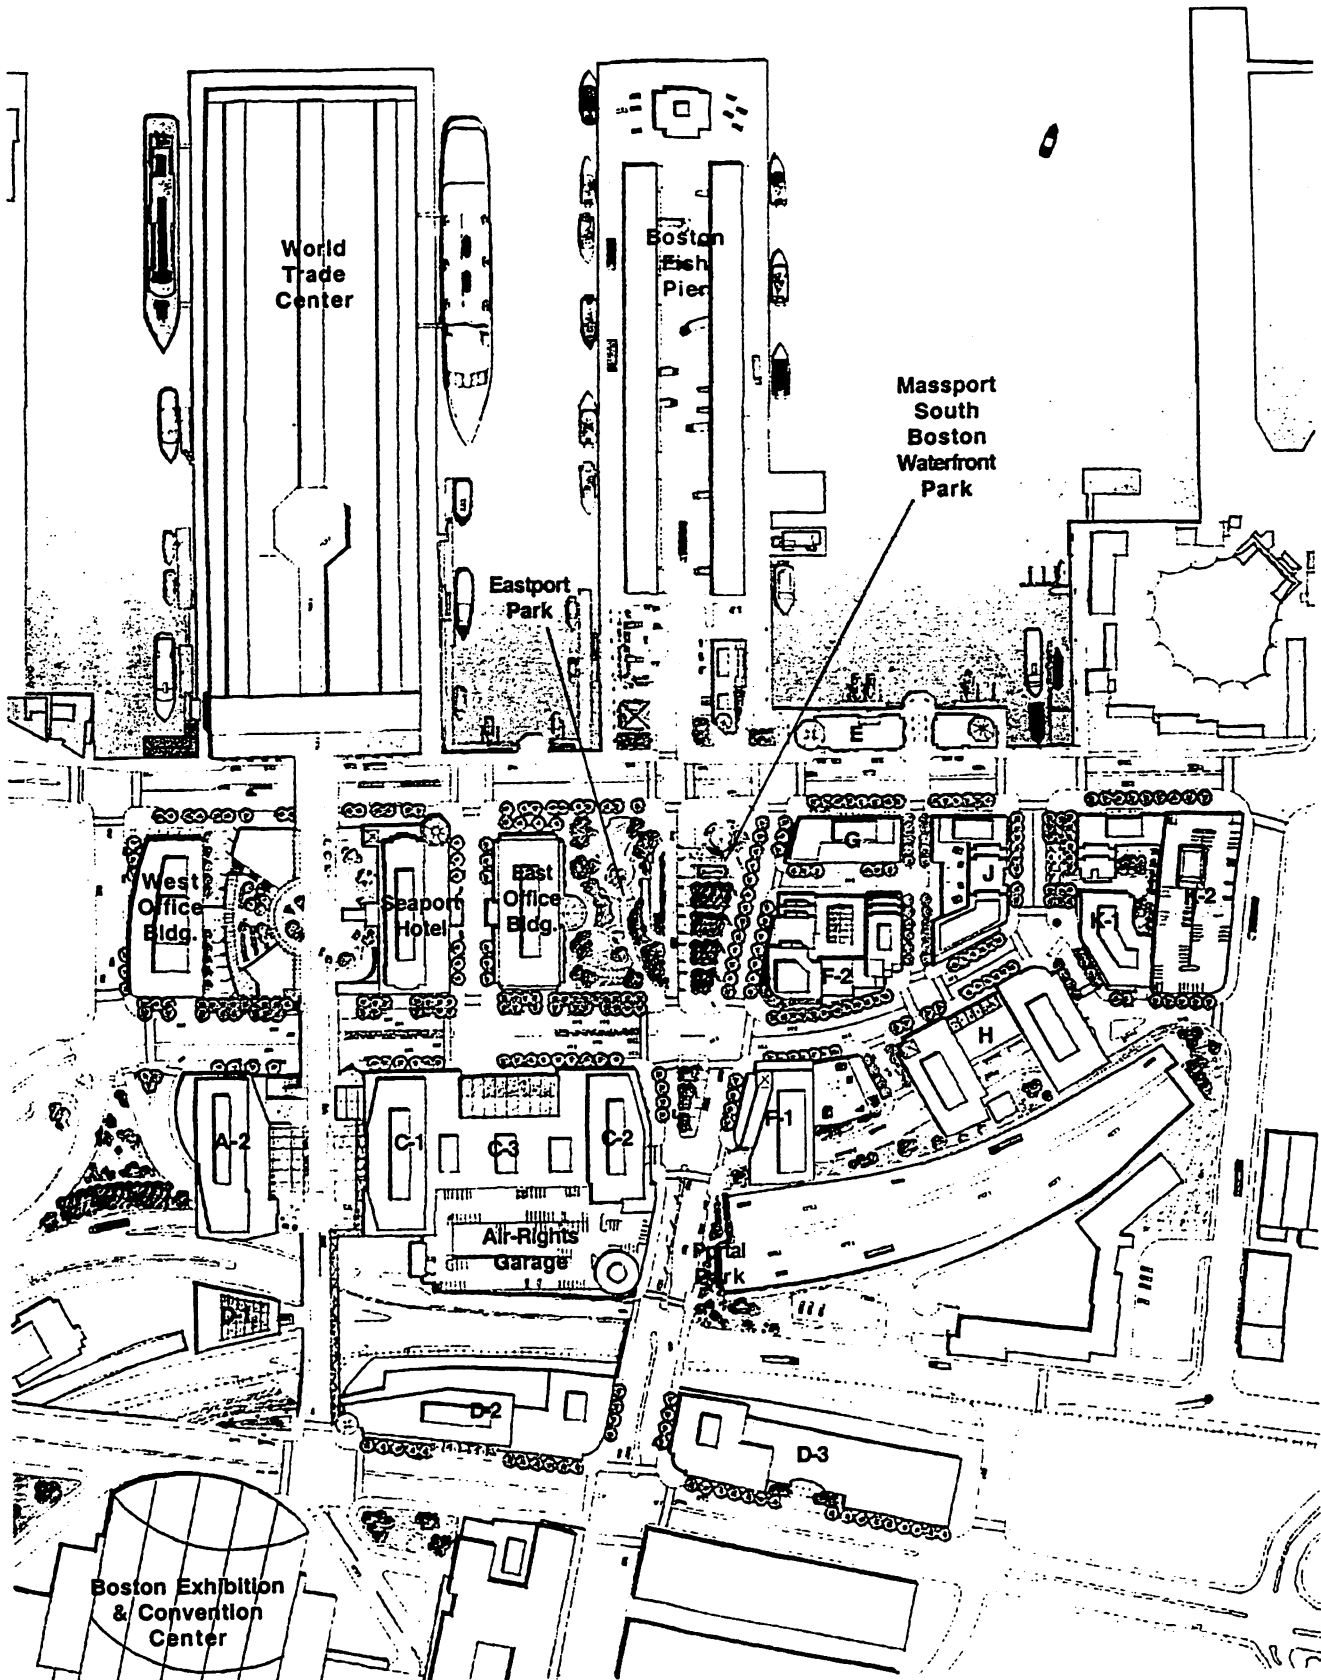 World
Trade
Center
Boston
Fish
Pier
Massport
South
Boston
Waterfront
Park
Eastport
Park
E
G
J
West
Office
Bldg.
Seaport
Hotel
East
Office
Bldg.
F-2
K-1
H
A-2
C-1
C-3
C-2
F-1
Air-Rights
Garage
Portal
Park
D-1
D-2
D-3
Boston Exhibition
& Convention
Center